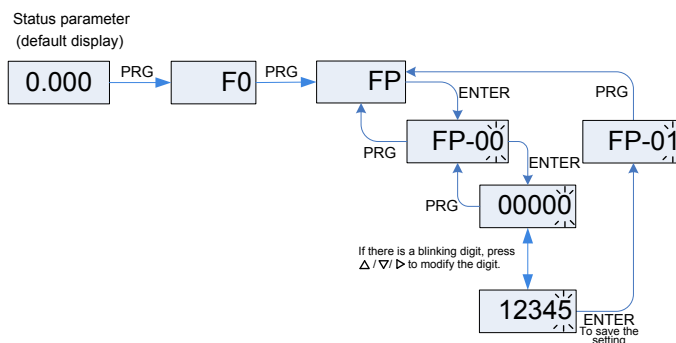 Status parameter
(default display)
0.000
PRG
F0
PRG
FP
ENTER
PRG
FP-00
PRG
FP-01
ENTER
00000
PRG
If there is a blinking digit, press
△ / ▽/ ▷ to modify the digit.
12345
ENTER
To save the
setting